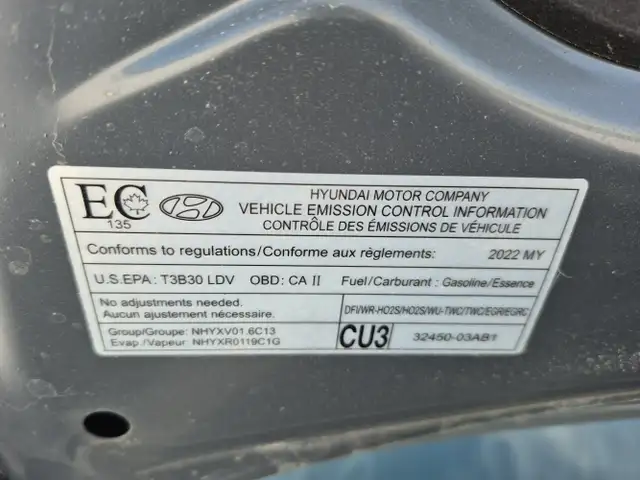 EC
135
HYUNDAI MOTOR COMPANY
VEHICLE EMISSION CONTROL INFORMATION
CONTRÔLE DES ÉMISSIONS DE VÉHICULE
Conforms to regulations/Conforme aux règlements: 2022 MY
U.S.EPA: T3B30 LDV OBD: CA II Fuel/Carburant : Gasoline/Essence
No adjustments needed.
Aucun ajustement nécessaire.
DFI/WR-HO2S/HO2S/WU-TWC/TWC/EGR/EGRC
Group/Groupe: NHYXV01.6C13
Evap./Vapeur NHYXR0119C1G
CU3
32450-03AB1